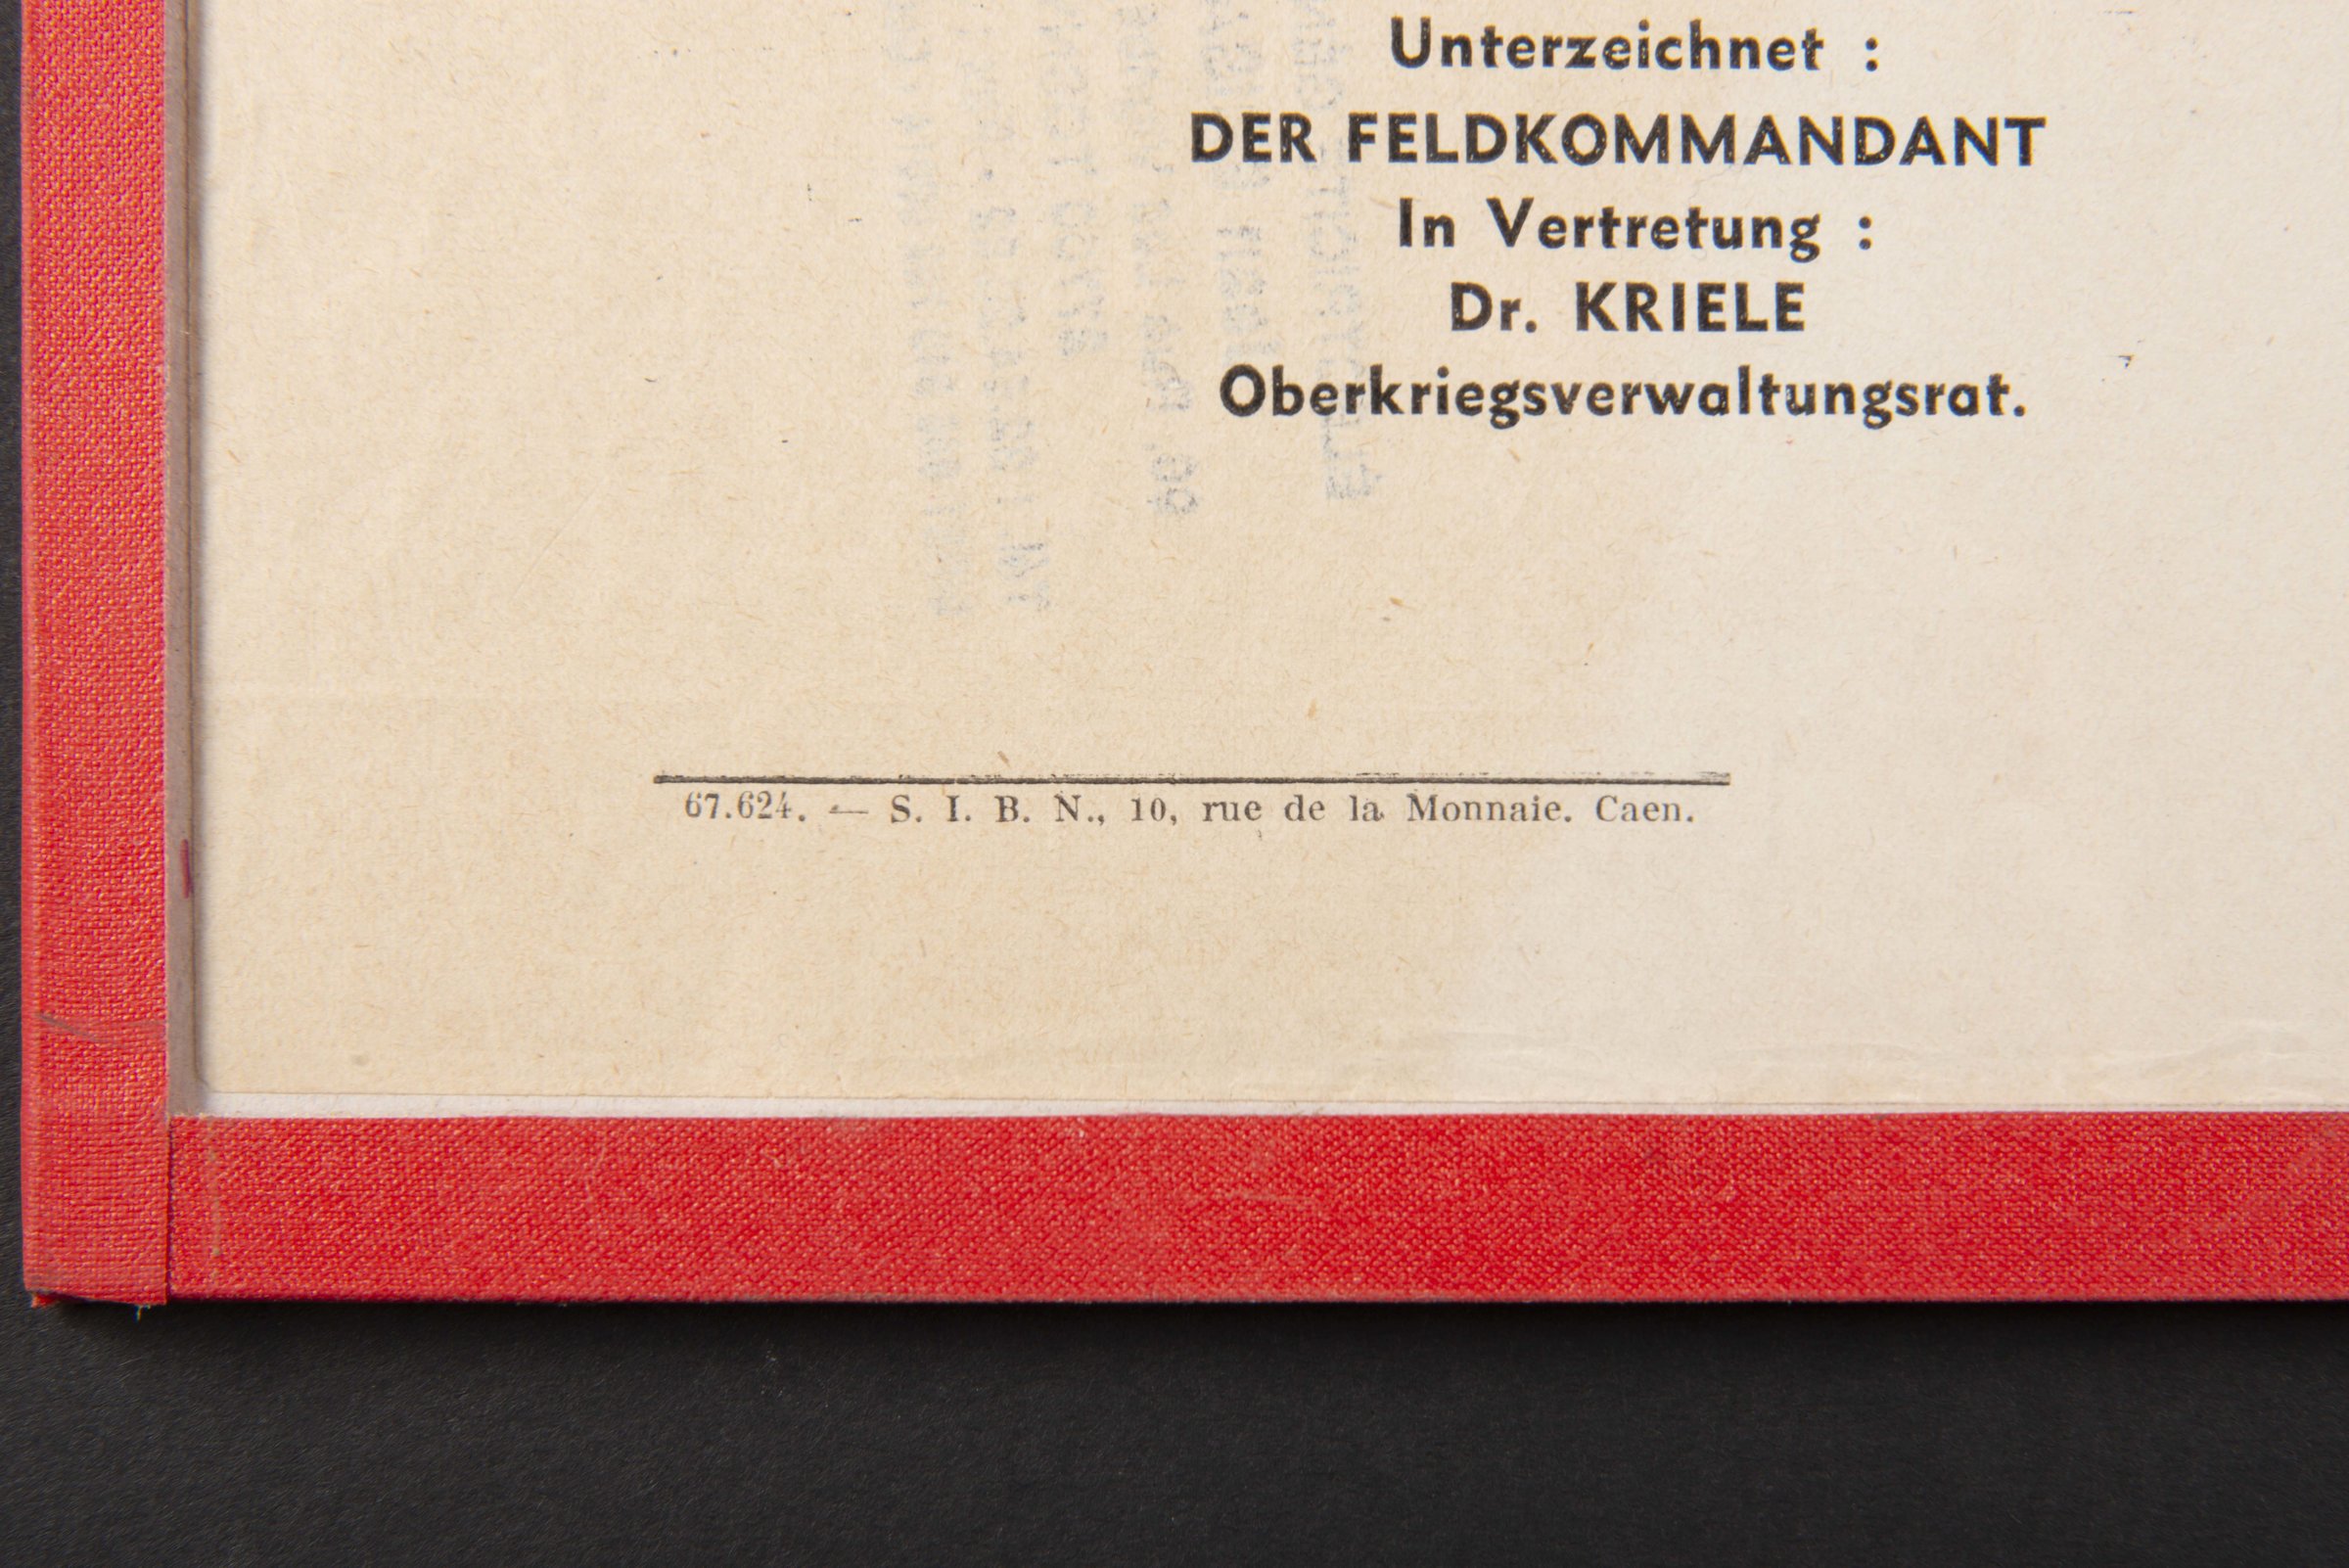 Unterzeichnet :
DER FELDKOMMANDANT
In Vertretung :
Dr. KRIELE
Oberkriegsverwaltungsrat.
67.624. — S. I. B. N., 10, rue de la Monnaie. Caen.